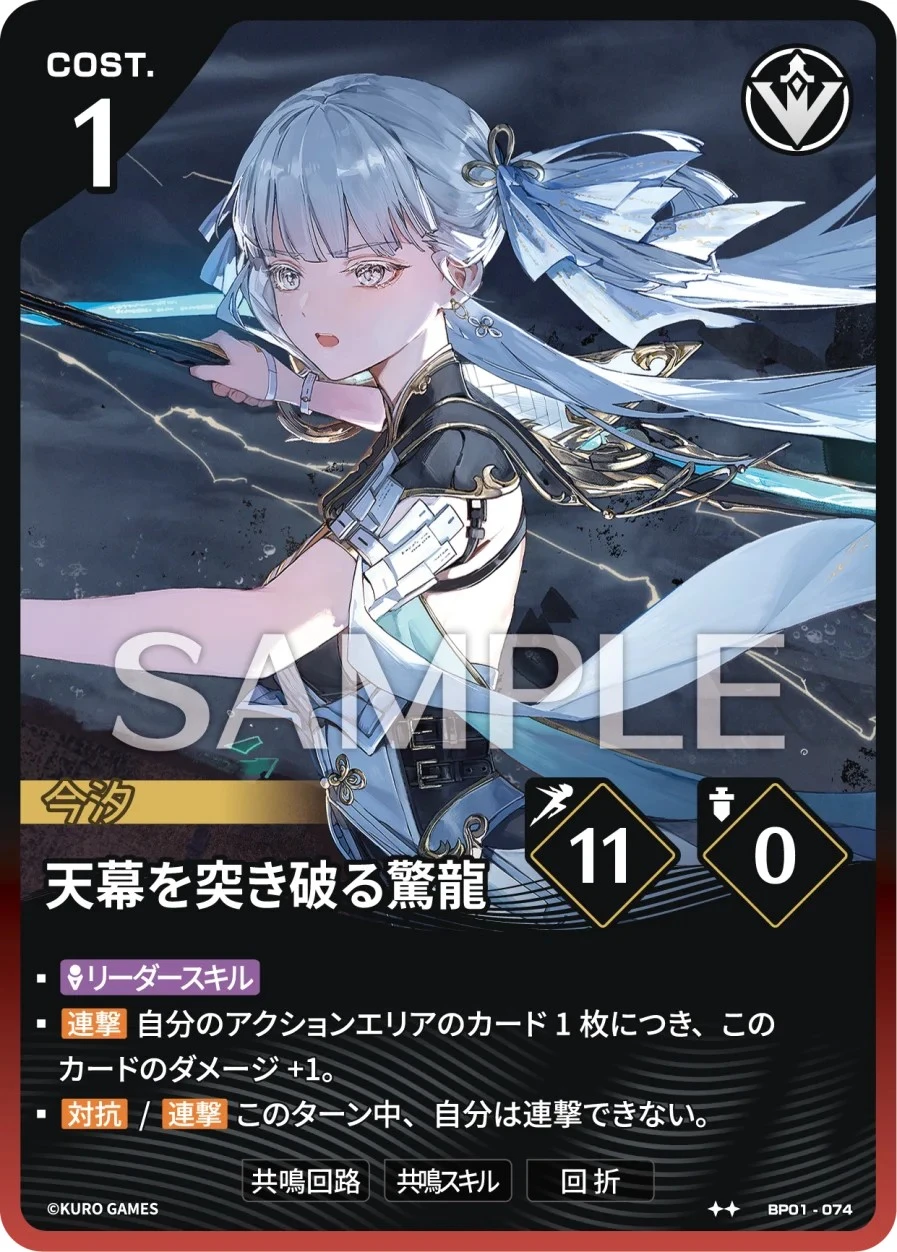 COST.
1
SAMPLE
今汐
11
0
天幕を突き破る驚龍
▪ リーダースキル
▪ 連撃 自分のアクションエリアのカード 1 枚につき、この
カードのダメージ +1。
▪ 対抗 / 連撃 このターン中、自分は連撃できない。
共鳴回路 共鳴スキル 回折
©KURO GAMES
BP01 - 074